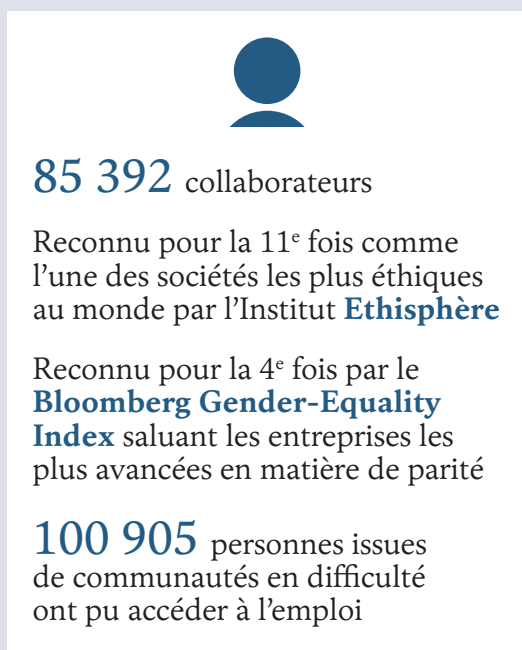 85 392 collaborateurs
Reconnu pour la 11e fois comme
l’une des sociétés les plus éthiques
au monde par l’Institut Ethisphère
Reconnu pour la 4e fois par le
Bloomberg Gender-Equality
Index saluant les entreprises les
plus avancées en matière de parité
100 905 personnes issues
de communautés en difficulté
ont pu accéder à l’emploi